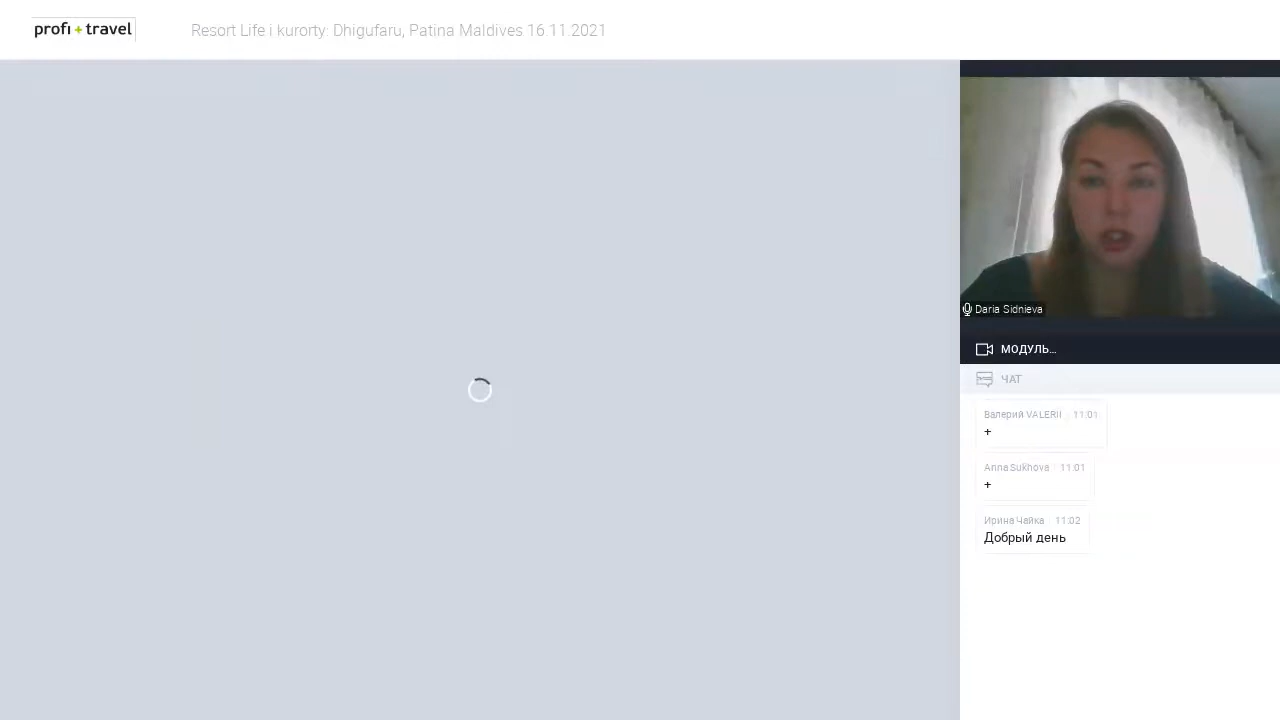 profi + travel
Resort Life i kurorty: Dhigufaru, Patina Maldives 16.11.2021
Daria Sidnieva
МОДУЛЬ...
ЧАТ
Валерий VALERII 11:01
+
Anna Sukhova 11:01
+
Ирина Чайка 11:02
Добрый день